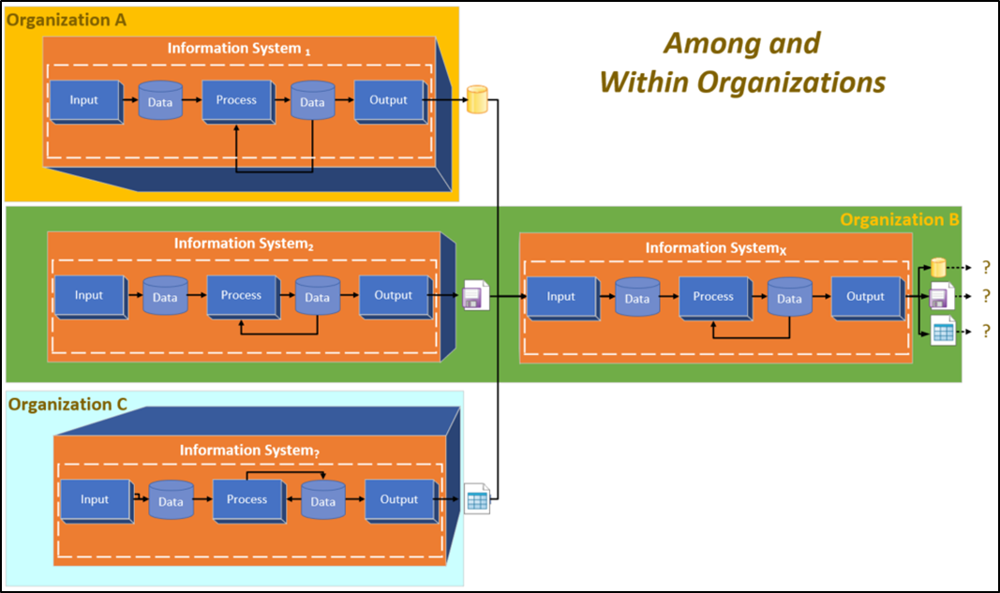 Organization A
Among and
Within Organizations
Information System 1
Input
Data
Process
Data
Output
Organization B
Information System2
Input
Data
Process
Data
Output
Information SystemX
Input
Data
Process
Data
Output
?
?
?
Organization C
Information System?
Input
Data
Process
Data
Output